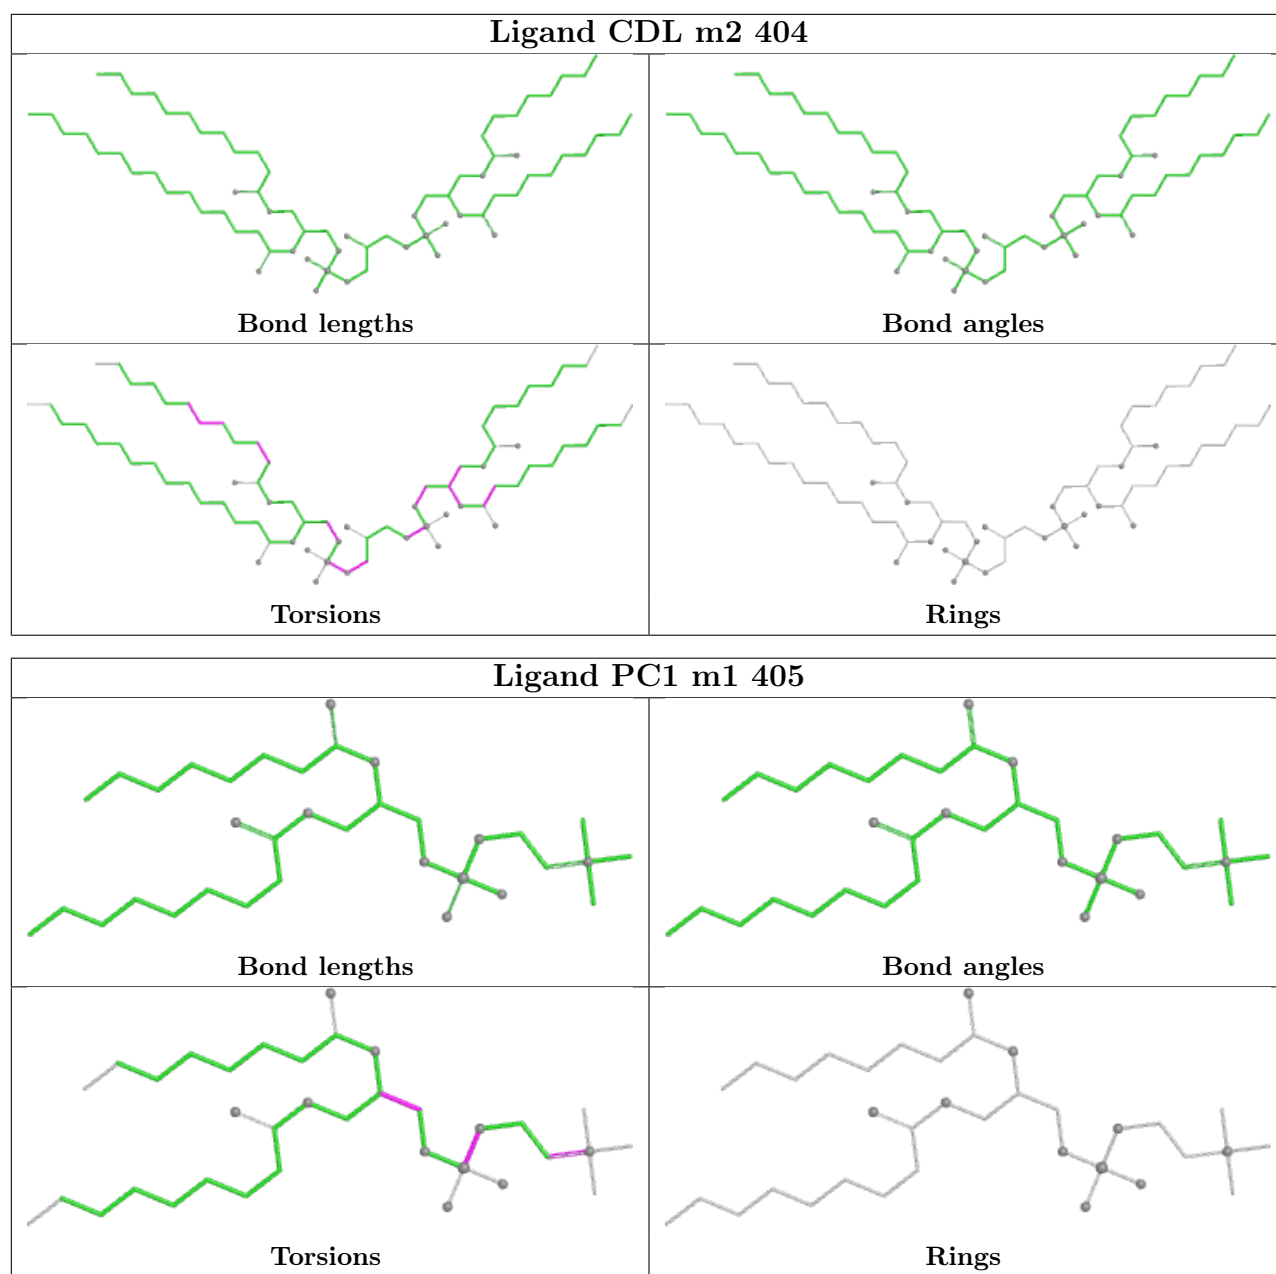 Ligand CDL m2 404
Bond lengths
Bond angles
Torsions
Rings
Ligand PC1 m1 405
Bond lengths
Bond angles
Torsions
Rings